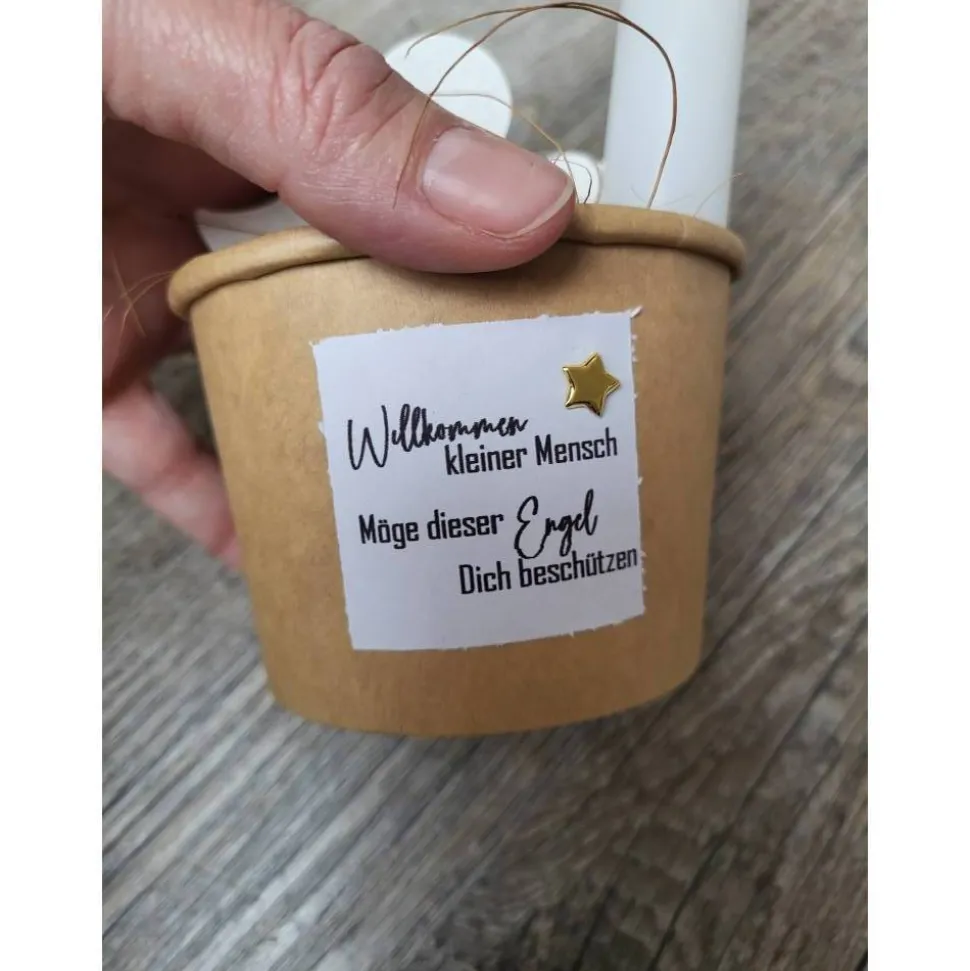 Willkommen
kleiner Mensch
Möge dieser Engel
Dich beschützen